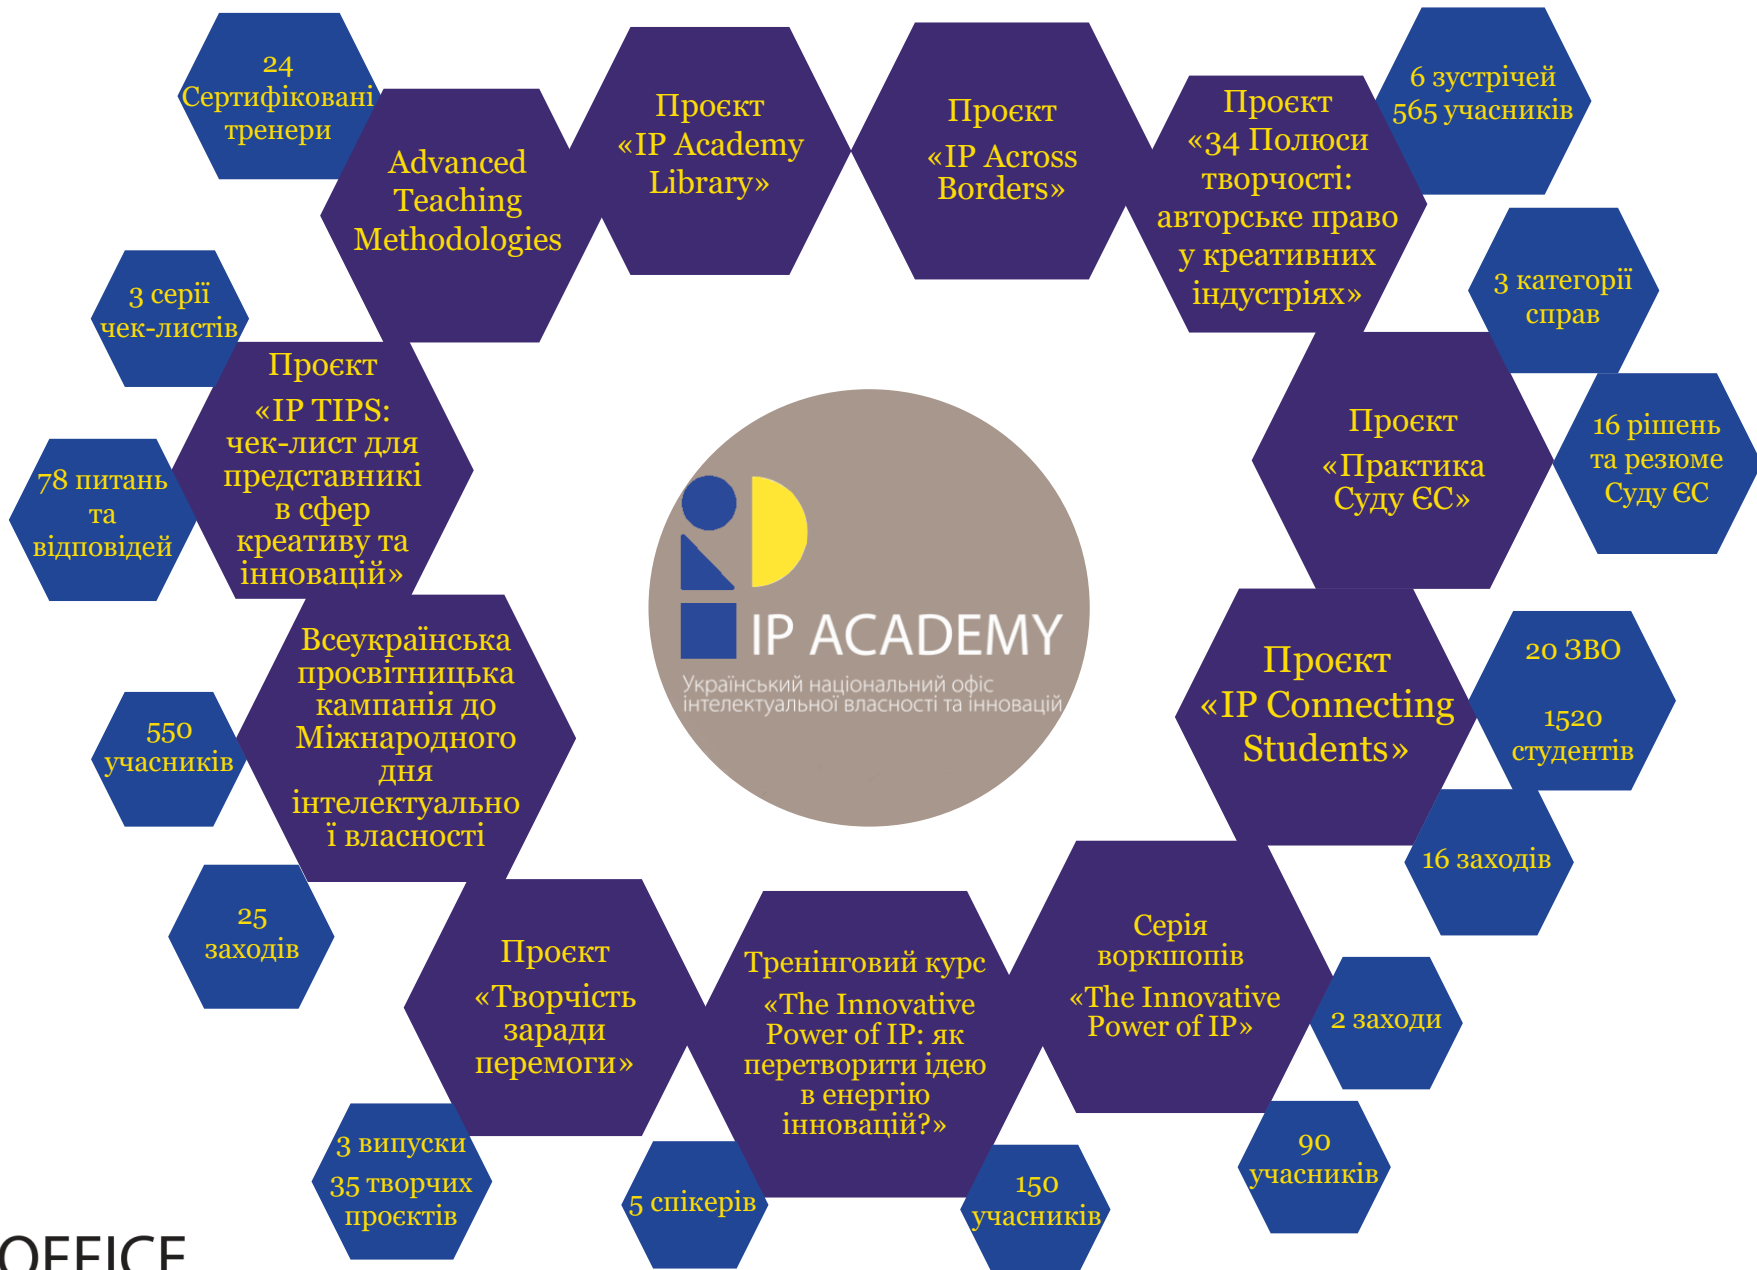 24
Сертифіковані
тренери
Advanced
Teaching
Methodologies
Проєкт
«IP Academy
Library»
Проєкт
«IP Across
Borders»
Проєкт
«34 Полюси
творчості:
авторське право
у креативних
індустріях»
6 зустрічей
565 учасників
3 категорії
справ
Проєкт
«Практика
Суду ЄС»
16 рішень
та резюме
Суду ЄС
3 серії
чек-листів
Проєкт
«IP TIPS:
чек-лист для
представникі
в сфер
креативу та
інновацій»
78 питань
та
відповідей
IP ACADEMY
Український національний офіс
інтелектуальної власності та інновацій
Проєкт
«IP Connecting
Students»
20 ЗВО
1520
студентів
16 заходів
Всеукраїнська
просвітницька
кампанія до
Міжнародного
дня
інтелектуально
ї власності
550
учасників
25
заходів
Проєкт
«Творчість
заради
перемоги»
3 випуски
35 творчих
проєктів
Тренінговий курс
«The Innovative
Power of IP: як
перетворити ідею
в енергію
інновацій?»
5 спікерів
150
учасників
Серія
воркшопів
«The Innovative
Power of IP»
2 заходи
90
учасників
OFFICE